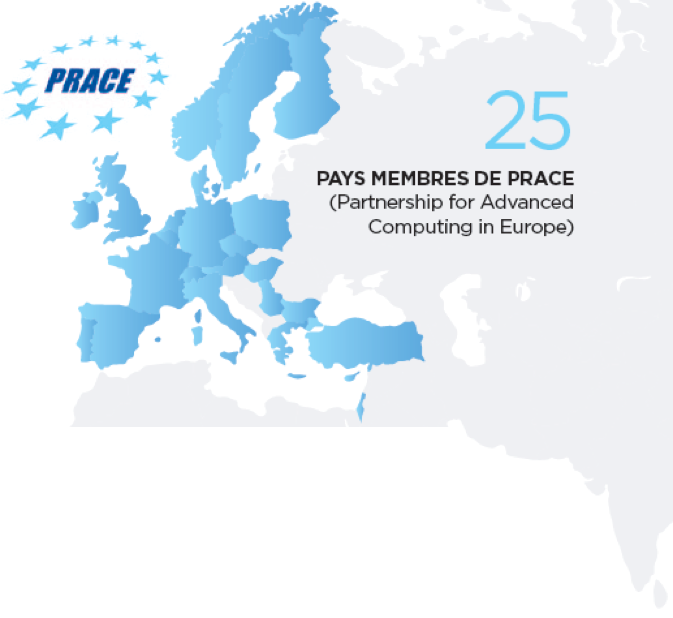 PRACE
25
PAYS MEMBRES DE PRACE
(Partnership for Advanced
Computing in Europe)